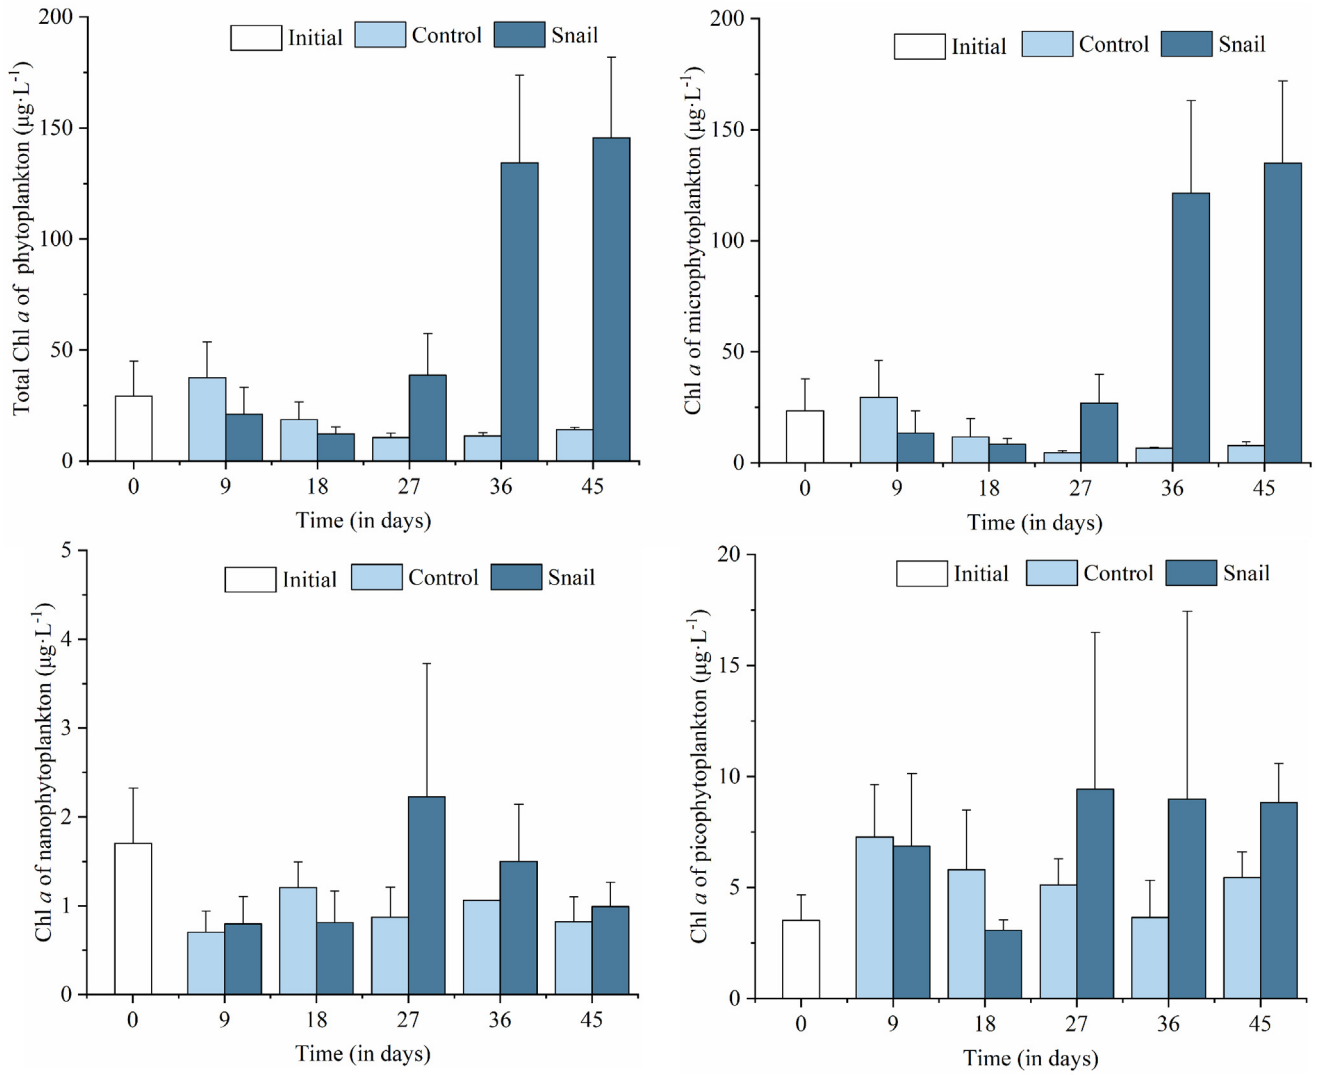 200
150
100
50
0
Total Chl a of phytoplankton (μg·L-1)
Initial Control Snail
0 9 18 27 36 45
Time (in days)
200
150
100
50
0
Chl a of microphytoplankton (μg·L-1)
Initial Control Snail
0 9 18 27 36 45
Time (in days)
5
4
3
2
1
0
Chl a of nanophytoplankton (μg·L-1)
Initial Control Snail
0 9 18 27 36 45
Time (in days)
20
15
10
5
0
Chl a of picophytoplankton (μg·L-1)
Initial Control Snail
0 9 18 27 36 45
Time (in days)